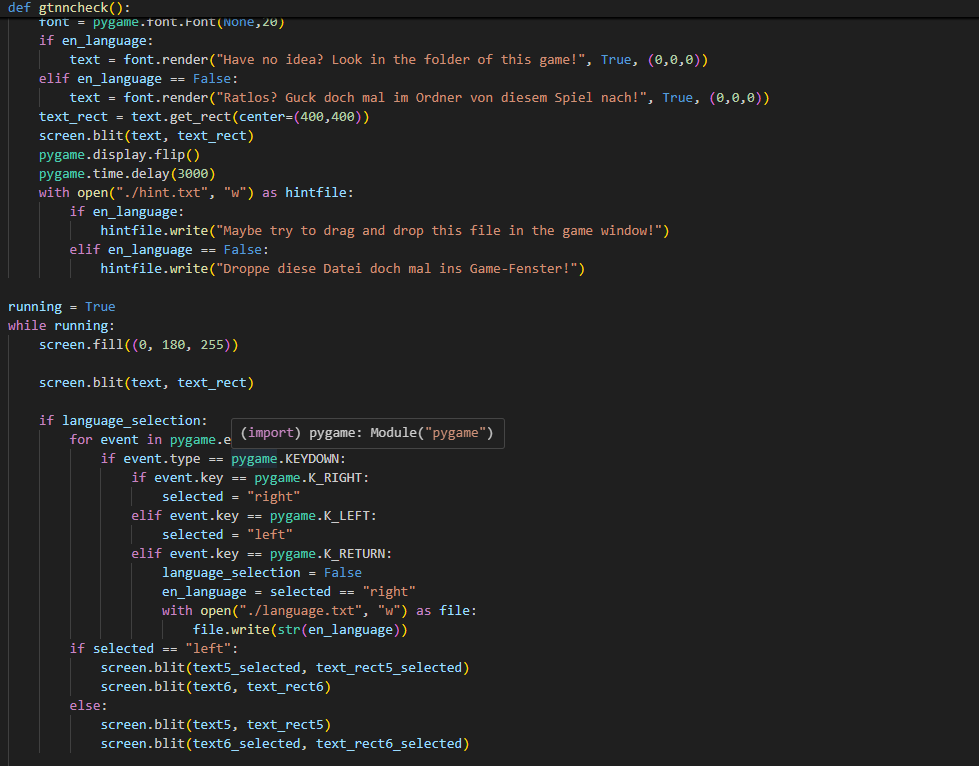 def gtnncheck():
    font = pygame.font.Font(None,20)
    if en_language:
        text = font.render("Have no idea? Look in the folder of this game!", True, (0,0,0))
    elif en_language == False:
        text = font.render("Ratlos? Guck doch mal im Ordner von diesem Spiel nach!", True, (0,0,0))
    text_rect = text.get_rect(center=(400,400))
    screen.blit(text, text_rect)
    pygame.display.flip()
    pygame.time.delay(3000)
    with open("./hint.txt", "w") as hintfile:
        if en_language:
            hintfile.write("Maybe try to drag and drop this file in the game window!")
        elif en_language == False:
            hintfile.write("Droppe diese Datei doch mal ins Game-Fenster!")
running = True
while running:
    screen.fill((0, 180, 255))
    screen.blit(text, text_rect)
    if language_selection:
(import) pygame: Module("pygame")
        for event in pygame.e
            if event.type == pygame.KEYDOWN:
                if event.key == pygame.K_RIGHT:
                    selected = "right"
                elif event.key == pygame.K_LEFT:
                    selected = "left"
                elif event.key == pygame.K_RETURN:
                    language_selection = False
                    en_language = selected == "right"
                    with open("./language.txt", "w") as file:
                        file.write(str(en_language))
        if selected == "left":
            screen.blit(text5_selected, text_rect5_selected)
            screen.blit(text6, text_rect6)
        else:
            screen.blit(text5, text_rect5)
            screen.blit(text6_selected, text_rect6_selected)